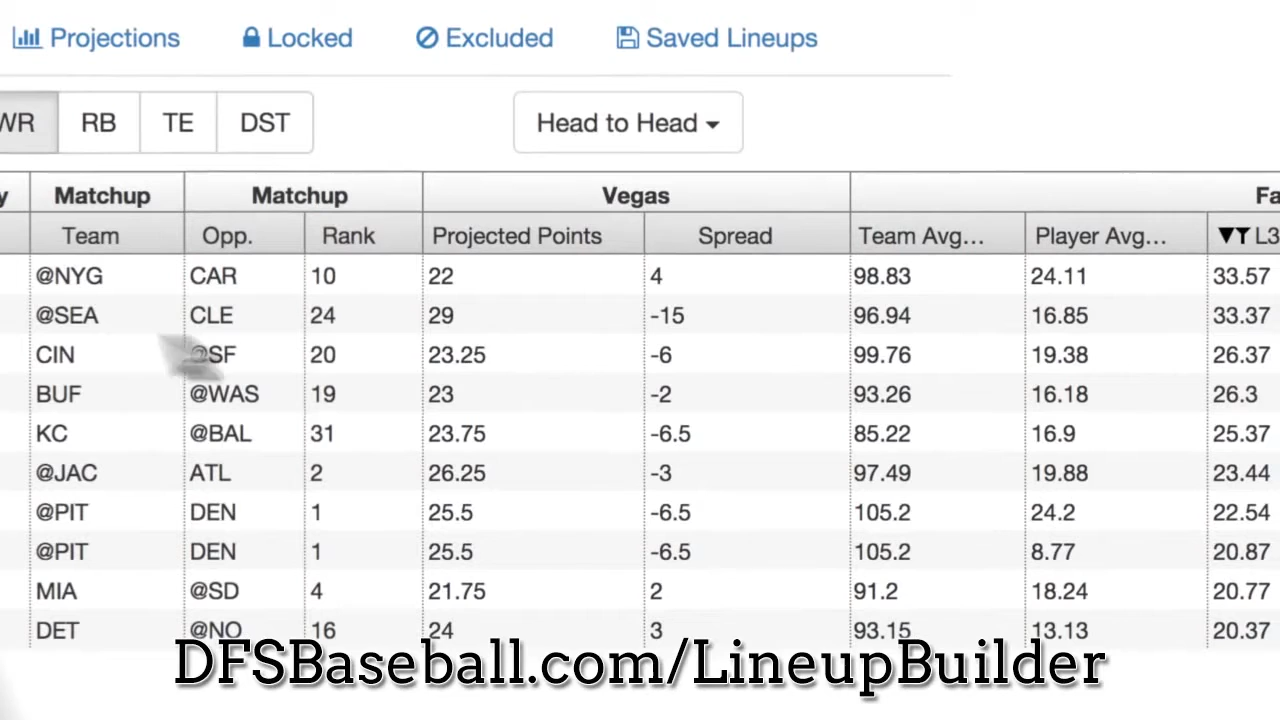 Projections Locked Excluded Saved Lineups
WR RB TE DST Head to Head
y Matchup Matchup Vegas Fa
Team Opp. Rank Projected Points Spread Team Avg... Player Avg... L3
@NYG CAR 10 22 4 98.83 24.11 33.57
@SEA CLE 24 29 -15 96.94 16.85 33.37
CIN @SF 20 23.25 -6 99.76 19.38 26.37
BUF @WAS 19 23 -2 93.26 16.18 26.3
KC @BAL 31 23.75 -6.5 85.22 16.9 25.37
@JAC ATL 2 26.25 -3 97.49 19.88 23.44
@PIT DEN 1 25.5 -6.5 105.2 24.2 22.54
@PIT DEN 1 25.5 -6.5 105.2 8.77 20.87
MIA @SD 4 21.75 2 91.2 18.24 20.77
DET @NO 16 24 3 93.15 13.13 20.37
DFSBaseball.com/LineupBuilder